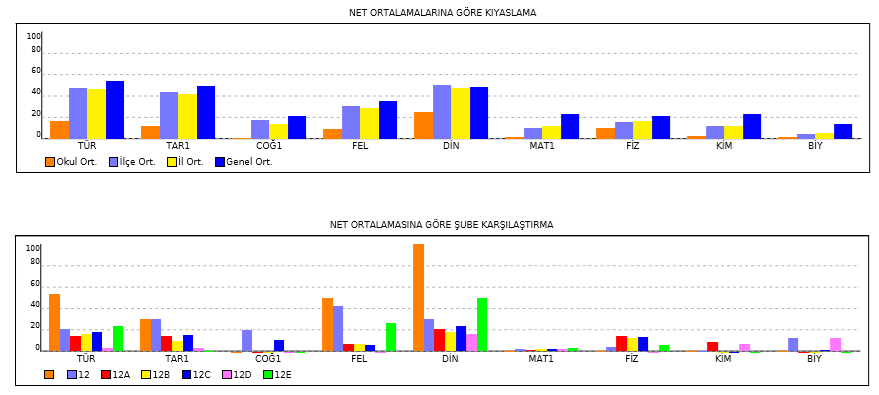 NET ORTALAMALARINA GÖRE KIYASLAMA
100
80
60
40
20
0
TÜR TAR1 COĞ1 FEL DİN MAT1 FİZ KİM BİY
Okul Ort. İlçe Ort. İl Ort. Genel Ort.
NET ORTALAMASINA GÖRE ŞUBE KARŞILAŞTIRMA
100
80
60
40
20
0
TÜR TAR1 COĞ1 FEL DİN MAT1 FİZ KİM BİY
12 12A 12B 12C 12D 12E